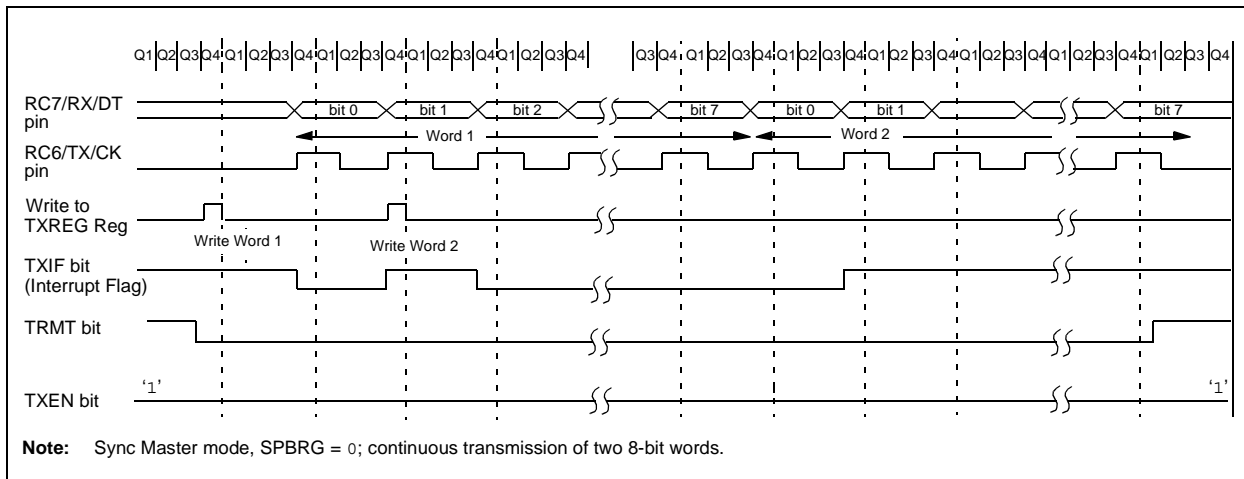 Q1 Q2 Q3 Q4 Q1 Q2 Q3 Q4 Q1 Q2 Q3 Q4 Q1 Q2 Q3 Q4 Q1 Q2 Q3 Q4 Q3 Q4 Q1 Q2 Q3 Q4 Q1 Q2 Q3 Q4 Q1 Q2 Q3 Q4 Q1 Q2 Q3 Q4 Q1 Q2 Q3 Q4 Q1 Q2 Q3 Q4
RC7/RX/DT
pin
bit 0 bit 1 bit 2 bit 7 bit 0 bit 1 bit 7
Word 1 Word 2
RC6/TX/CK
pin
Write to
TXREG Reg
Write Word 1 Write Word 2
TXIF bit
(Interrupt Flag)
TRMT bit
‘1’ ‘1’
TXEN bit
Note: Sync Master mode, SPBRG = 0; continuous transmission of two 8-bit words.